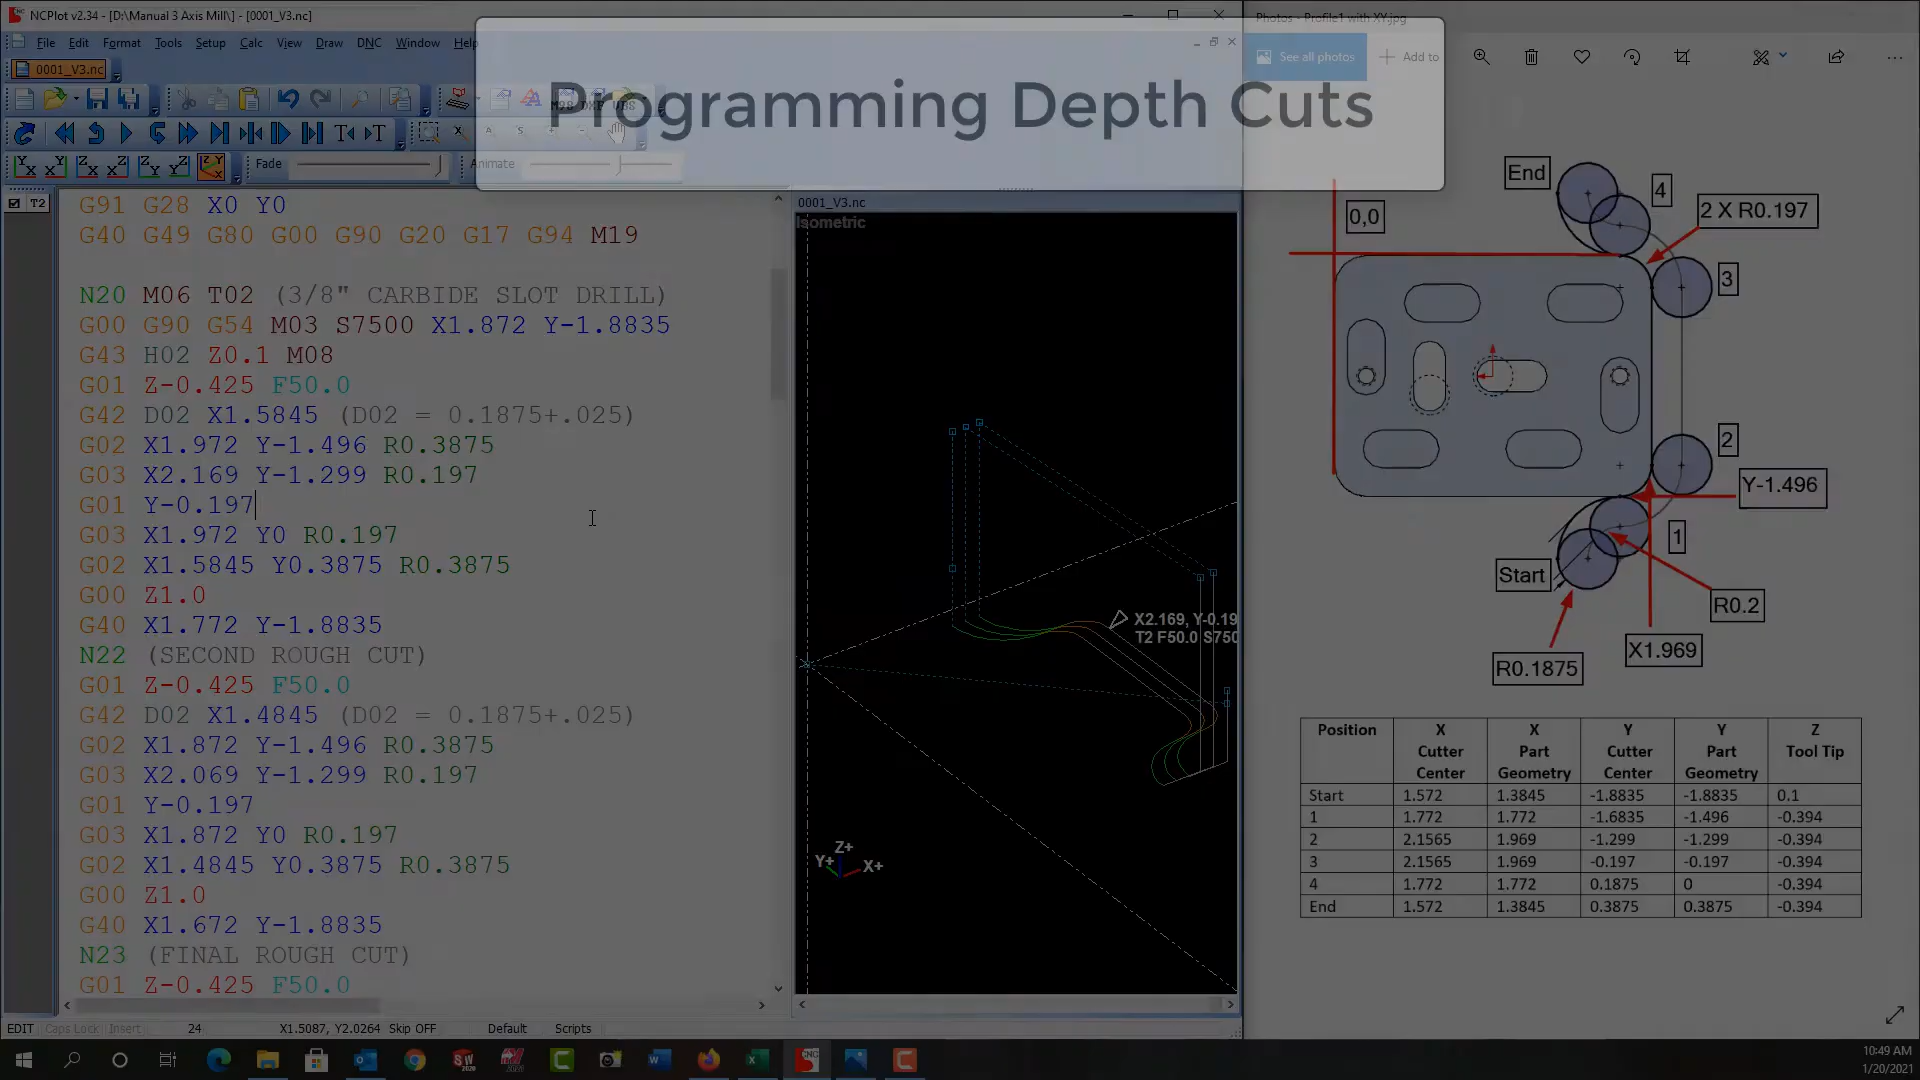 NCPlot v2.34 - [D:\Manual 3 Axis Mill\] - [0001_V3.nc]
File Edit Format Tools Setup Calc View Draw DNC Window Help
0001_V3.nc
Programming Depth Cuts
Photos - Profile1 with XY.jpg
See all photos
Add to
Fade
Animate
T2
G91 G28 X0 Y0
G40 G49 G80 G00 G90 G20 G17 G94 M19
N20 M06 T02 (3/8" CARBIDE SLOT DRILL)
G00 G90 G54 M03 S7500 X1.872 Y-1.8835
G43 H02 Z0.1 M08
G01 Z-0.425 F50.0
G42 D02 X1.5845 (D02 = 0.1875+.025)
G02 X1.972 Y-1.496 R0.3875
G03 X2.169 Y-1.299 R0.197
G01 Y-0.197
G03 X1.972 Y0 R0.197
G02 X1.5845 Y0.3875 R0.3875
G00 Z1.0
G40 X1.772 Y-1.8835
N22 (SECOND ROUGH CUT)
G01 Z-0.425 F50.0
G42 D02 X1.4845 (D02 = 0.1875+.025)
G02 X1.872 Y-1.496 R0.3875
G03 X2.069 Y-1.299 R0.197
G01 Y-0.197
G03 X1.872 Y0 R0.197
G02 X1.4845 Y0.3875 R0.3875
G00 Z1.0
G40 X1.672 Y-1.8835
N23 (FINAL ROUGH CUT)
G01 Z-0.425 F50.0
0001_V3.nc
Isometric
X2.169, Y-0.19
T2 F50.0 S750
Z+
Y+
X+
End
4
2 X R0.197
0,0
3
2
Y-1.496
1
Start
R0.2
X1.969
R0.1875
Position X Cutter Center X Part Geometry Y Cutter Center Y Part Geometry Z Tool Tip
Start 1.572 1.3845 -1.8835 -1.8835 0.1
1 1.772 1.772 -1.6835 -1.496 -0.394
2 2.1565 1.969 -1.299 -1.299 -0.394
3 2.1565 1.969 -0.197 -0.197 -0.394
4 1.772 1.772 0.1875 0 -0.394
End 1.572 1.3845 0.3875 0.3875 -0.394
EDIT Caps Lock Insert 24 X1.5087, Y2.0264 Skip OFF Default Scripts
10:49 AM
1/20/2021